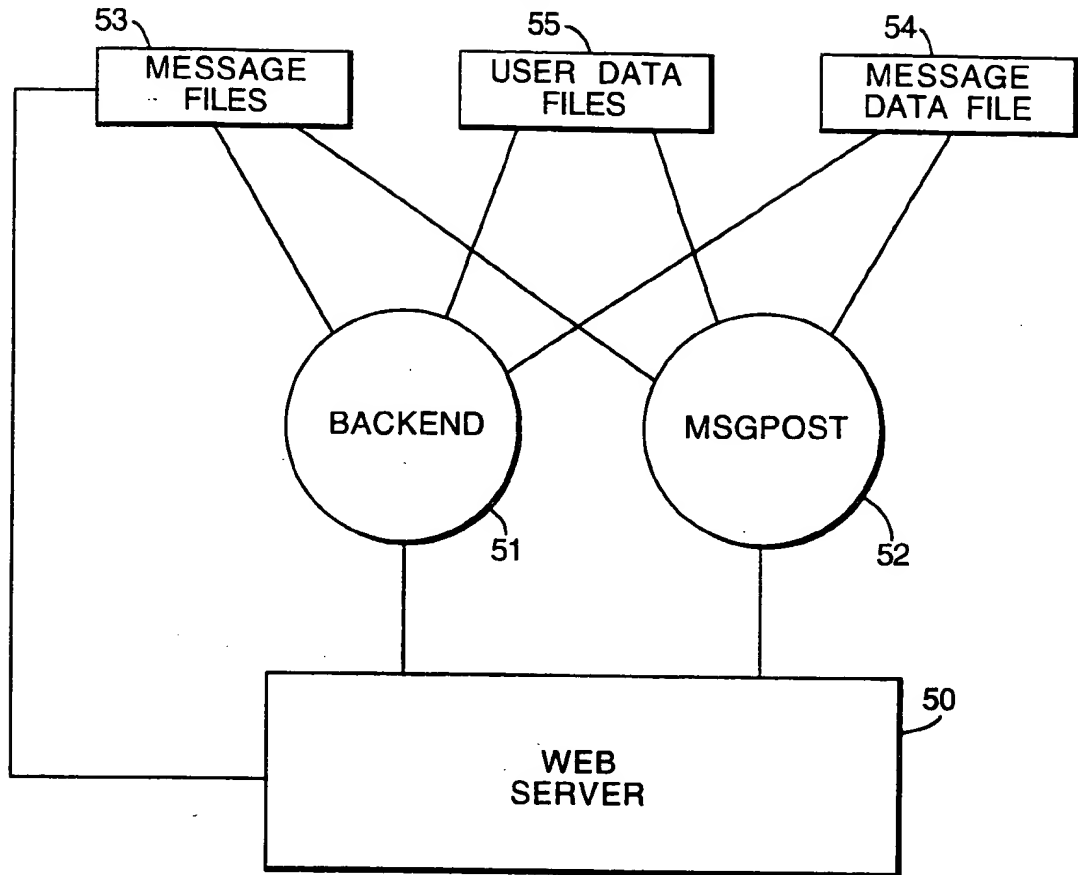 53
55
54
MESSAGE
FILES
USER DATA
FILES
MESSAGE
DATA FILE
BACKEND
MSGPOST
51
52
50
WEB
SERVER